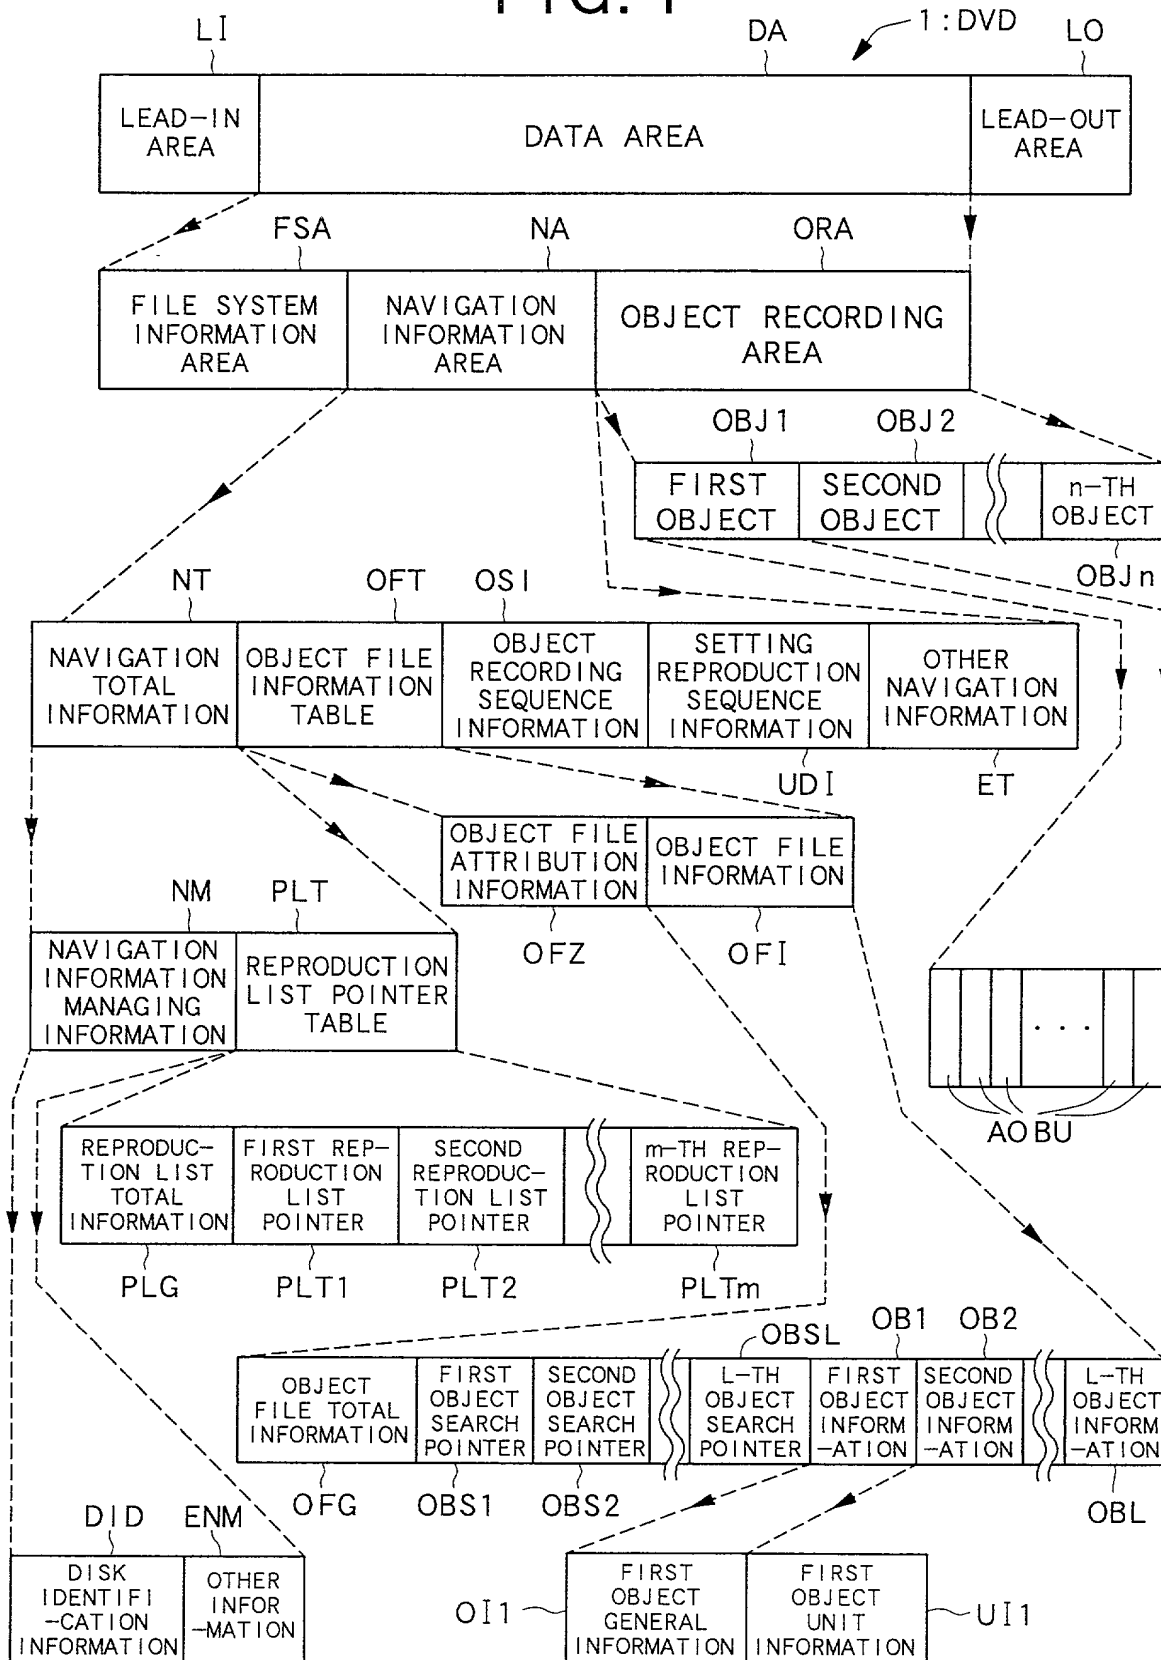 FIG. 1
LI
DA
1:DVD
LO
LEAD-IN
AREA
DATA AREA
LEAD-OUT
AREA
FSA
NA
ORA
FILE SYSTEM
INFORMATION
AREA
NAVIGATION
INFORMATION
AREA
OBJECT RECORDING
AREA
OBJ1
OBJ2
FIRST
OBJECT
SECOND
OBJECT
n-TH
OBJECT
OBJn
NT
OFT
OSI
NAVIGATION
TOTAL
INFORMATION
OBJECT FILE
INFORMATION
TABLE
OBJECT
RECORDING
SEQUENCE
INFORMATION
SETTING
REPRODUCTION
SEQUENCE
INFORMATION
OTHER
NAVIGATION
INFORMATION
UDI
ET
OBJECT FILE
ATTRIBUTION
INFORMATION
OBJECT FILE
INFORMATION
OFZ
OFI
NM
PLT
NAVIGATION
INFORMATION
MANAGING
INFORMATION
REPRODUCTION
LIST POINTER
TABLE
...
AOBU
REPRODUC-
TION LIST
TOTAL
INFORMATION
FIRST REP-
RODUCTION
LIST
POINTER
SECOND
REPRODUC-
TION LIST
POINTER
m-TH REP-
RODUCTION
LIST
POINTER
PLG
PLT1
PLT2
PLTm
OBSL
OB1
OB2
OBJECT
FILE TOTAL
INFORMATION
FIRST
OBJECT
SEARCH
POINTER
SECOND
OBJECT
SEARCH
POINTER
L-TH
OBJECT
SEARCH
POINTER
FIRST
OBJECT
INFORM
-ATION
SECOND
OBJECT
INFORM
-ATION
L-TH
OBJECT
INFORM
-ATION
OFG
OBS1
OBS2
OBL
DID
ENM
DISK
IDENTIFI
-CATION
INFORMATION
OTHER
INFOR
-MATION
OI1
FIRST
OBJECT
GENERAL
INFORMATION
FIRST
OBJECT
UNIT
INFORMATION
UI1